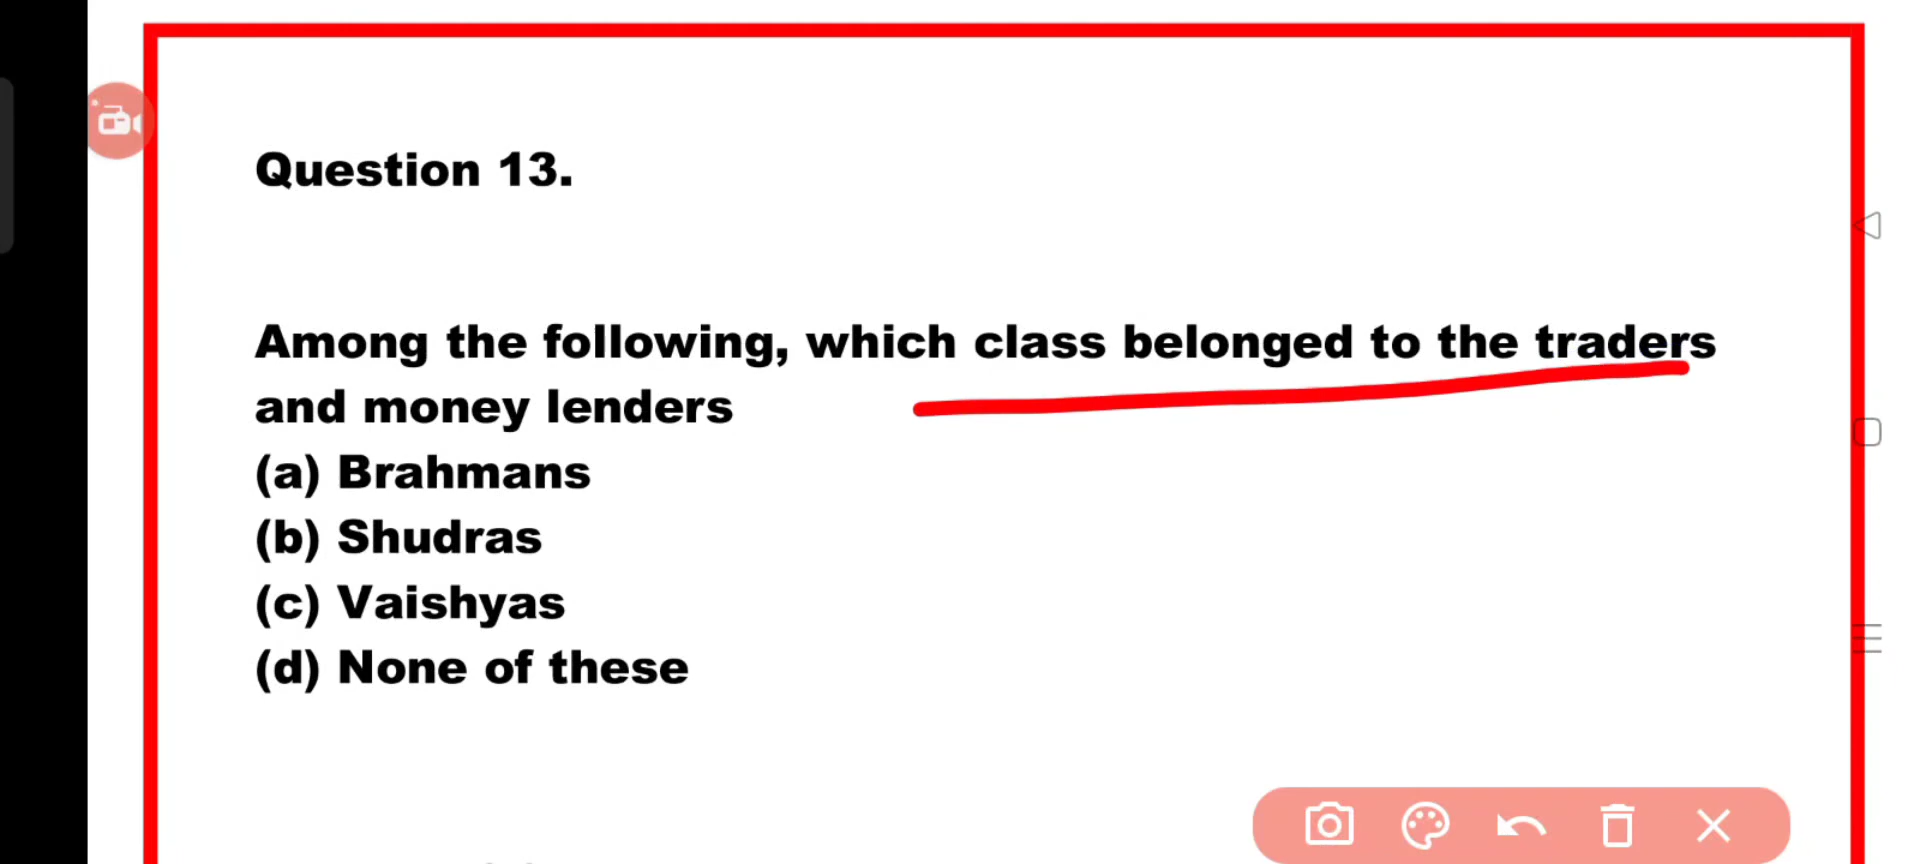 Question 13.
Among the following, which class belonged to the traders
and money lenders
(a) Brahmans
(b) Shudras
(c) Vaishyas
(d) None of these